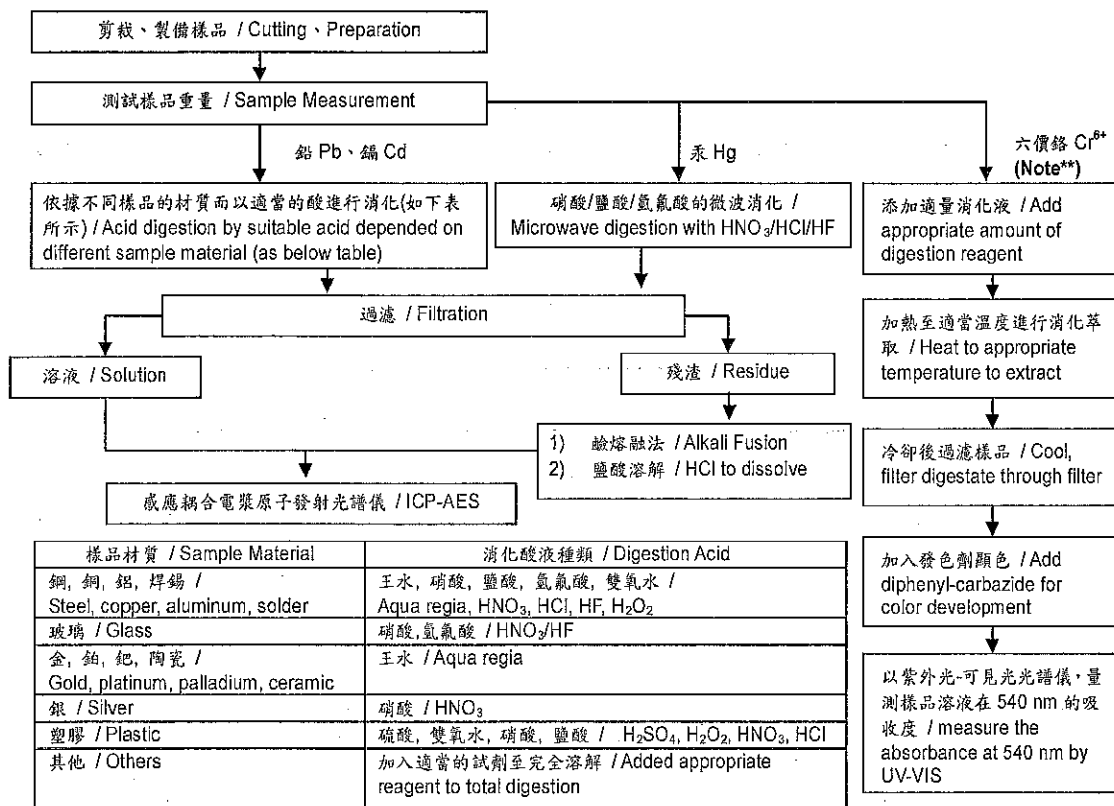 剪裁、製備樣品 / Cutting、Preparation
測試樣品重量 / Sample Measurement
鉛 Pb、鎘 Cd
汞 Hg
六價鉻 Cr⁶⁺
(Note**)
依據不同樣品的材質而以適當的酸進行消化(如下表
所示) / Acid digestion by suitable acid depended on
different sample material (as below table)
硝酸/鹽酸/氫氟酸的微波消化 /
Microwave digestion with HNO₃/HCl/HF
添加適量消化液 / Add
appropriate amount of
digestion reagent
過濾 / Filtration
加熱至適當溫度進行消化萃
取 / Heat to appropriate
temperature to extract
溶液 / Solution
殘渣 / Residue
1) 鹼熔融法 / Alkali Fusion
2) 鹽酸溶解 / HCl to dissolve
冷卻後過濾樣品 / Cool,
filter digestate through filter
感應耦合電漿原子發射光譜儀 / ICP-AES
加入發色劑顯色 / Add
diphenyl-carbazide for
color development
以紫外光-可見光光譜儀,量
測樣品溶液在 540 nm 的吸
收度 / measure the
absorbance at 540 nm by
UV-VIS
樣品材質 / Sample Material 消化酸液種類 / Digestion Acid
鋼, 銅, 鋁, 焊錫 / 王水, 硝酸, 鹽酸, 氫氟酸, 雙氧水 /
Steel, copper, aluminum, solder Aqua regia, HNO₃, HCl, HF, H₂O₂
玻璃 / Glass 硝酸,氫氟酸 / HNO₃/HF
金, 鉑, 鈀, 陶瓷 / 王水 / Aqua regia
Gold, platinum, palladium, ceramic
銀 / Silver 硝酸 / HNO₃
塑膠 / Plastic 硫酸, 雙氧水, 硝酸, 鹽酸 / H₂SO₄, H₂O₂, HNO₃, HCl
其他 / Others 加入適當的試劑至完全溶解 / Added appropriate
reagent to total digestion